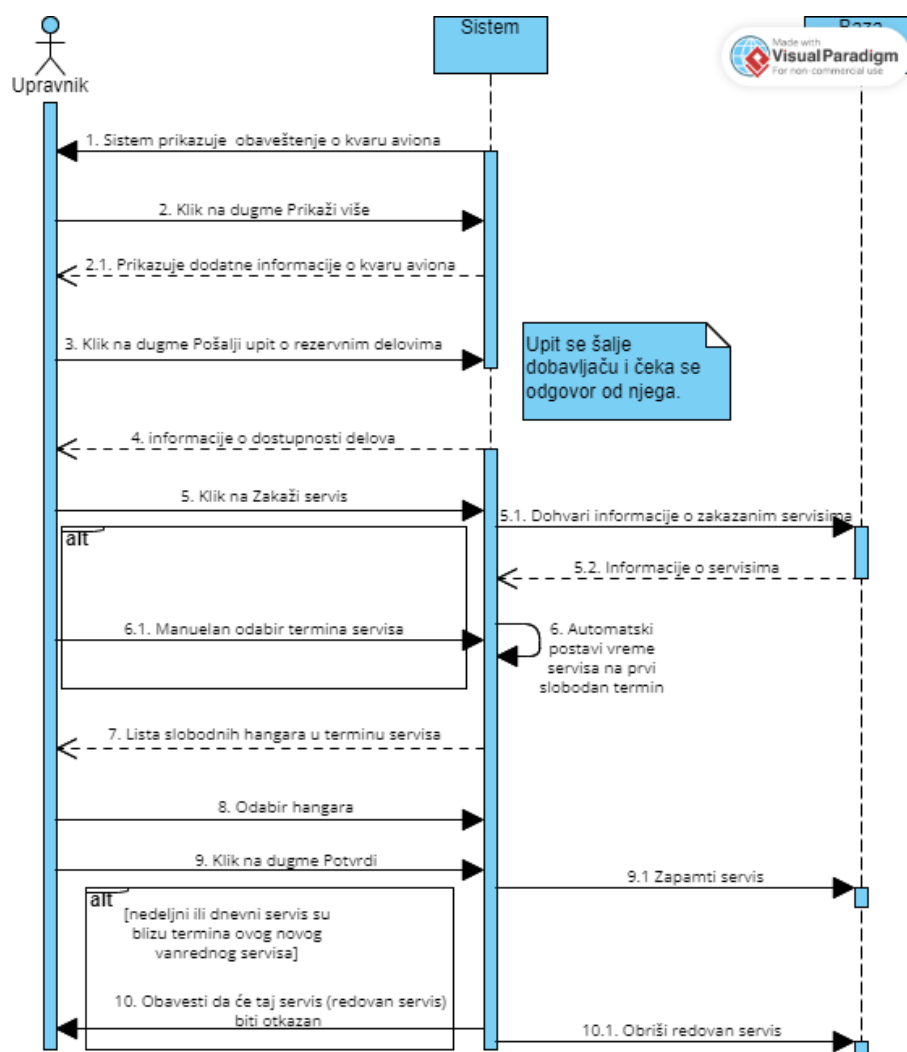 Sistem
Baza
Made with
Visual Paradigm
For non-commercial use
Upravnik
1. Sistem prikazuje obaveštenje o kvaru aviona
2. Klik na dugme Prikaži više
2.1. Prikazuje dodatne informacije o kvaru aviona
3. Klik na dugme Pošalji upit o rezervnim delovima
Upit se šalje
dobavljaču i čeka se
odgovor od njega.
4. informacije o dostupnosti delova
5. Klik na Zakaži servis
5.1. Dohvari informacije o zakazanim servisima
alt
5.2. Informacije o servisima
6.1. Manuelan odabir termina servisa
6. Automatski
postavi vreme
servisa na prvi
slobodan termin
7. Lista slobodnih hangara u terminu servisa
8. Odabir hangara
9. Klik na dugme Potvrdi
9.1 Zapamti servis
alt
[nedeljni ili dnevni servis su
blizu termina ovog novog
vanrednog servisa]
10. Obavesti da će taj servis (redovan servis)
biti otkazan
10.1. Obriši redovan servis